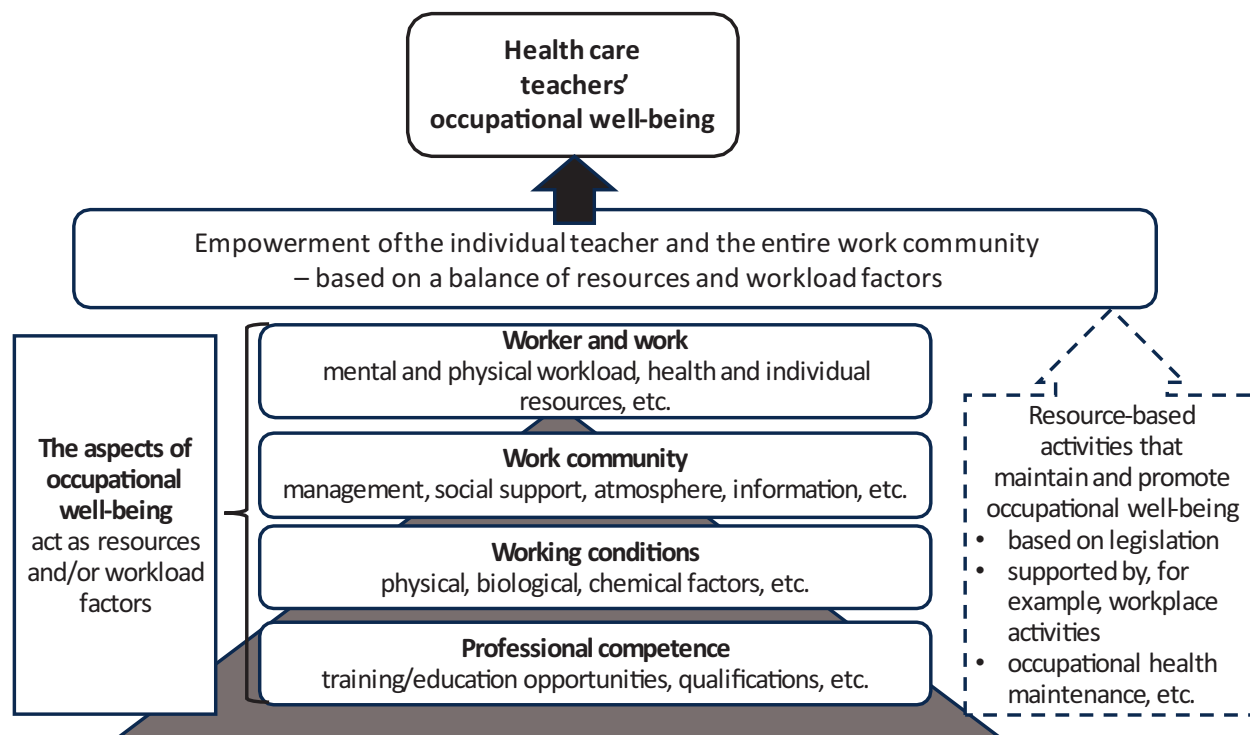 Health care
teachers'
occupational well-being
Empowerment of the individual teacher and the entire work community
– based on a balance of resources and workload factors
The aspects of
occupational
well-being
act as resources
and/or workload
factors
Worker and work
mental and physical workload, health and individual
resources, etc.
Work community
management, social support, atmosphere, information, etc.
Working conditions
physical, biological, chemical factors, etc.
Professional competence
training/education opportunities, qualifications, etc.
Resource-based
activities that
maintain and promote
occupational well-being
• based on legislation
• supported by, for
example, workplace
activities
• occupational health
maintenance, etc.